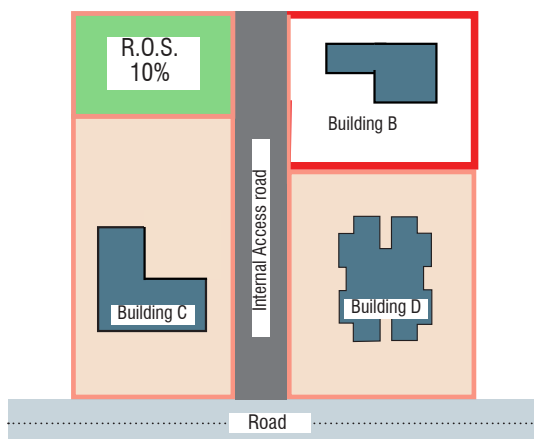 R.O.S.
10%
Building B
Internal Access road
Building C
Building D
Road